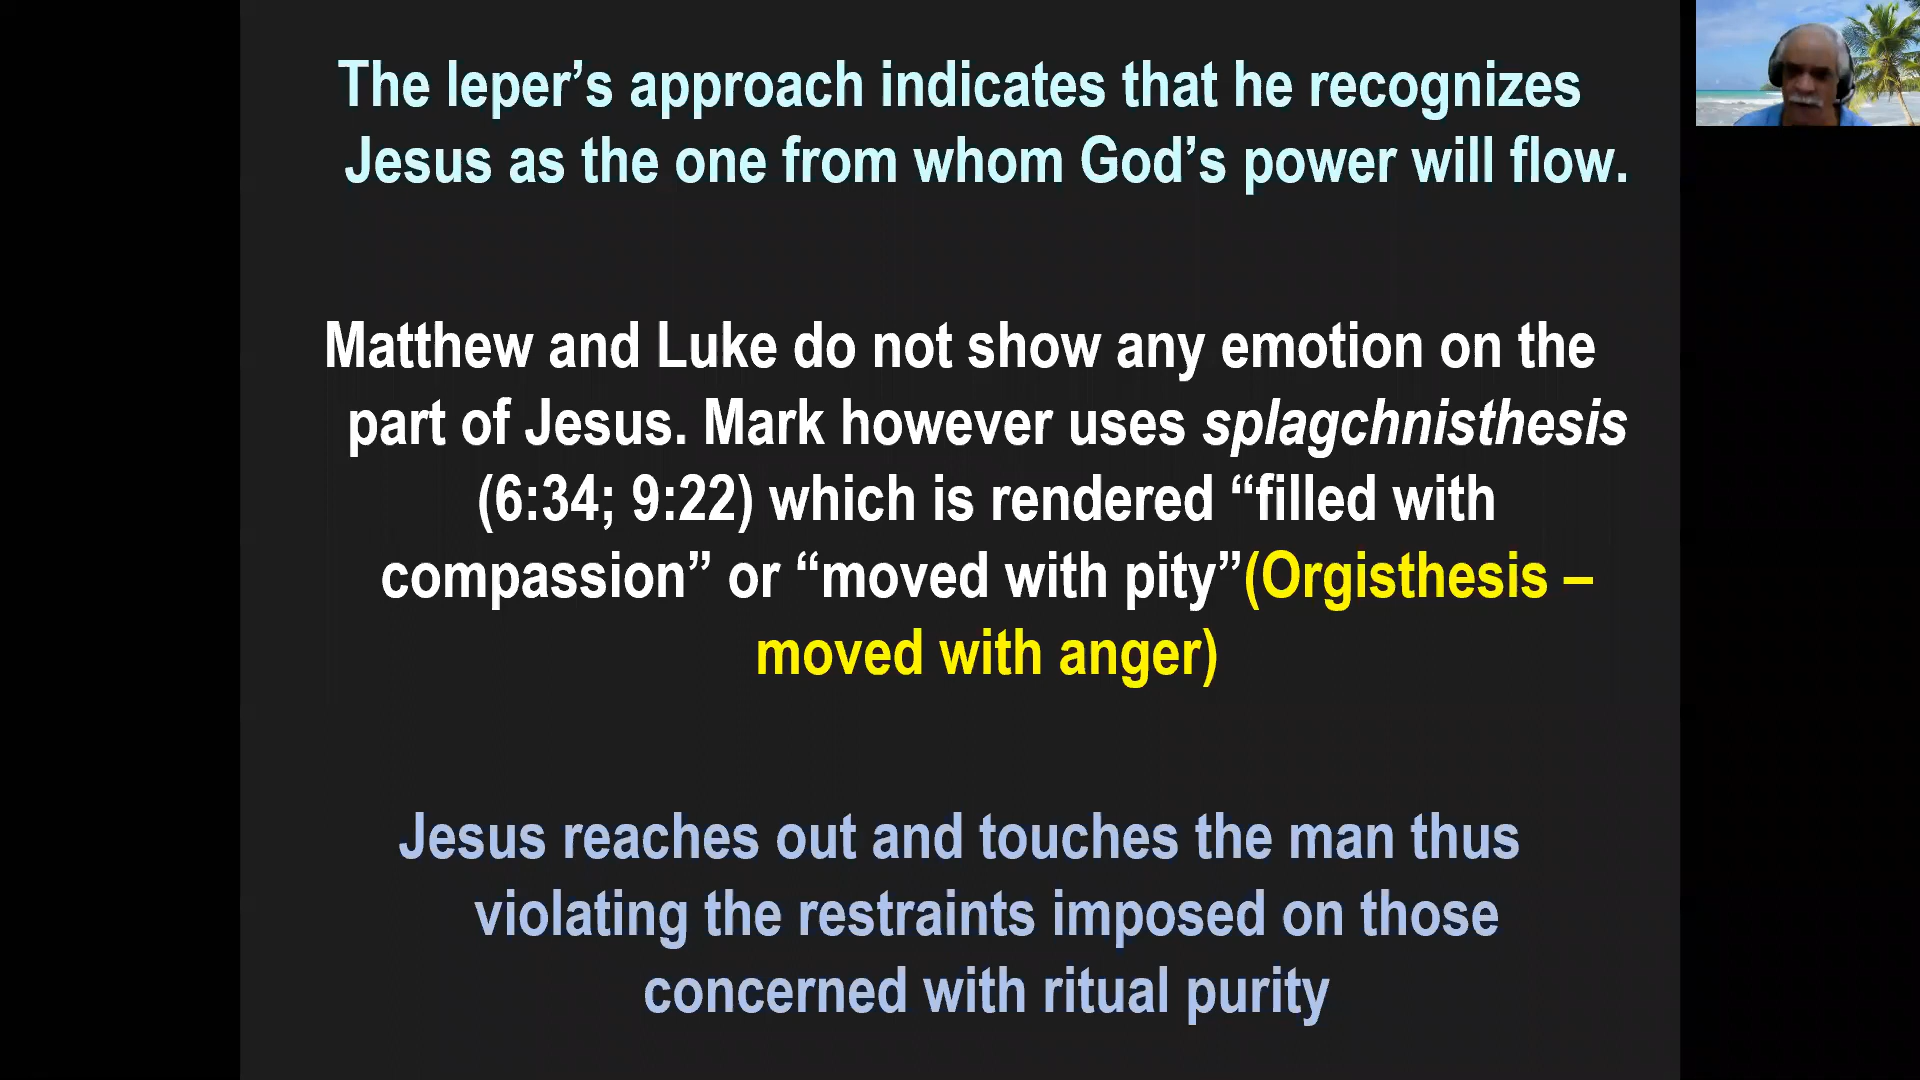 The leper’s approach indicates that he recognizes
Jesus as the one from whom God’s power will flow.
Matthew and Luke do not show any emotion on the
part of Jesus. Mark however uses splagchnisthesis
(6:34; 9:22) which is rendered “filled with
compassion” or “moved with pity”(Orgisthesis –
moved with anger)
Jesus reaches out and touches the man thus
violating the restraints imposed on those
concerned with ritual purity